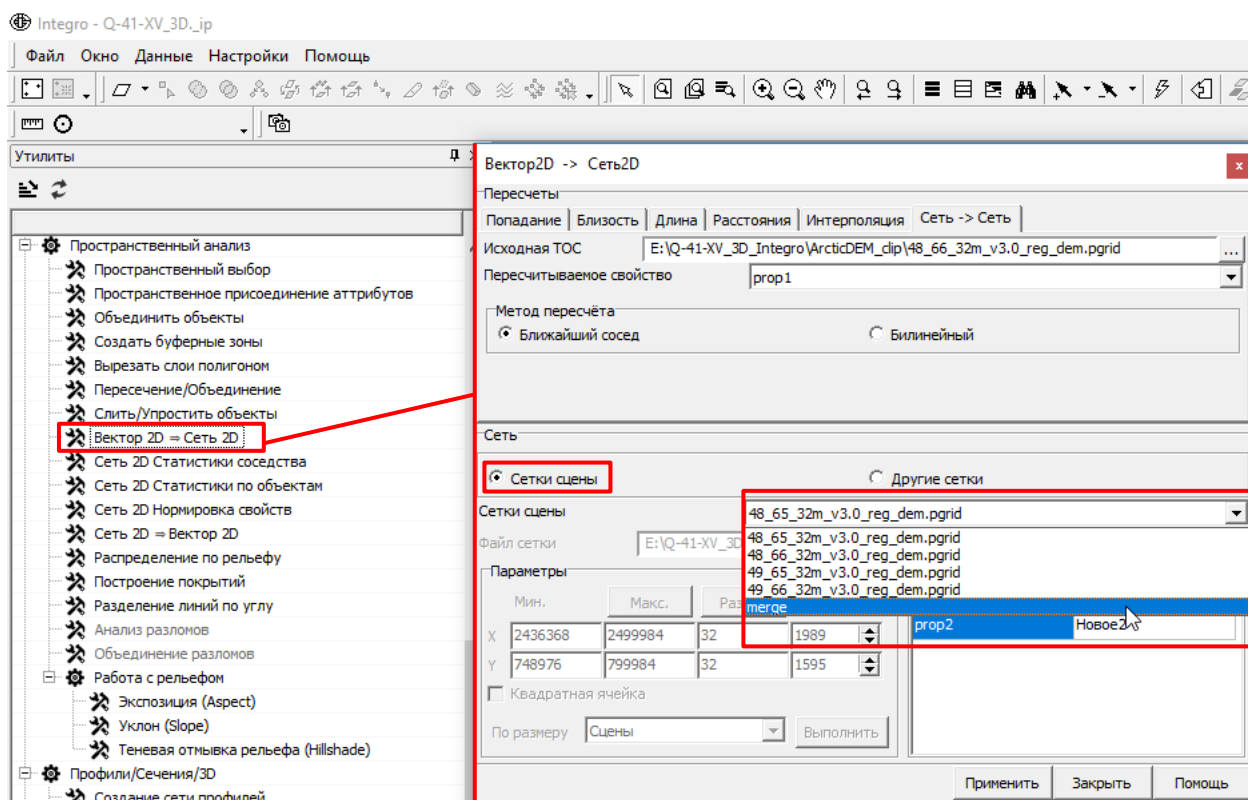 Integro - Q-41-XV_3D._ip
Файл Окно Данные Настройки Помощь
Утилиты
Пространственный анализ
Пространственный выбор
Пространственное присоединение аттрибутов
Объединить объекты
Создать буферные зоны
Вырезать слои полигоном
Пересечение/Объединение
Слить/Упростить объекты
Вектор 2D ⇒ Сеть 2D
Сеть 2D Статистики соседства
Сеть 2D Статистики по объектам
Сеть 2D Нормировка свойств
Сеть 2D ⇒ Вектор 2D
Распределение по рельефу
Построение покрытий
Разделение линий по углу
Анализ разломов
Объединение разломов
Работа с рельефом
Экспозиция (Aspect)
Уклон (Slope)
Теневая отмывка рельефа (Hillshade)
Профили/Сечения/3D
Создание сети профилей
Вектор2D -> Сеть2D
x
Пересчеты
Попадание Близость Длина Расстояния Интерполяция Сеть -> Сеть
Исходная ТОС E:\Q-41-XV_3D_Integro\ArcticDEM_clip\48_66_32m_v3.0_reg_dem.pgrid ...
Пересчитываемое свойство prop1
Метод пересчёта
Ближайший сосед Билинейный
Сеть
Сетки сцены Другие сетки
Сетки сцены 48_65_32m_v3.0_reg_dem.pgrid
48_65_32m_v3.0_reg_dem.pgrid
48_66_32m_v3.0_reg_dem.pgrid
49_65_32m_v3.0_reg_dem.pgrid
49_66_32m_v3.0_reg_dem.pgrid
merge
Файл сетки E:\Q-41-XV_3D
Параметры
Мин. Макс. Раз
X 2436368 2499984 32 1989
Y 748976 799984 32 1595
prop2 Новое2
Квадратная ячейка
По размеру Сцены Выполнить
Применить Закрыть Помощь